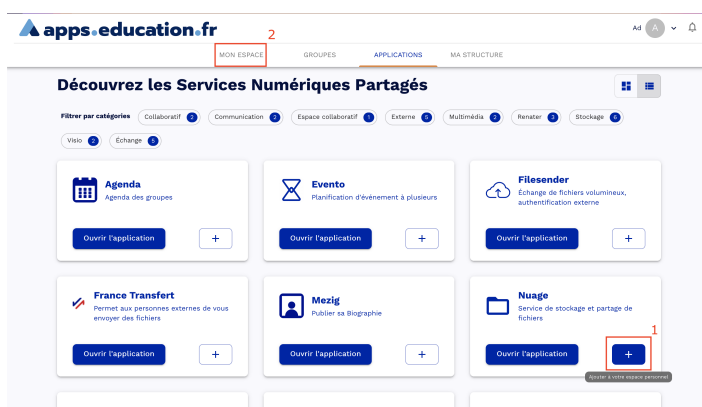 apps.education.fr
Ad A
2
MON ESPACE GROUPES APPLICATIONS MA STRUCTURE
Découvrez les Services Numériques Partagés
Filtrer par catégories Collaboratif 2 Communication 2 Espace collaboratif 1 Externe 5 Multimédia 2 Renater 3 Stockage 6
Visio 2 Échange 5
Agenda
Agenda des groupes
Ouvrir l'application +
Evento
Planification d'évènement à plusieurs
Ouvrir l'application +
Filesender
Échange de fichiers volumineux,
authentification externe
Ouvrir l'application +
France Transfert
Permet aux personnes externes de vous
envoyer des fichiers
Ouvrir l'application +
Mezig
Publier sa Biographie
Ouvrir l'application +
Nuage
Service de stockage et partage de
fichiers
1
Ouvrir l'application +
Ajouter à votre espace personnel